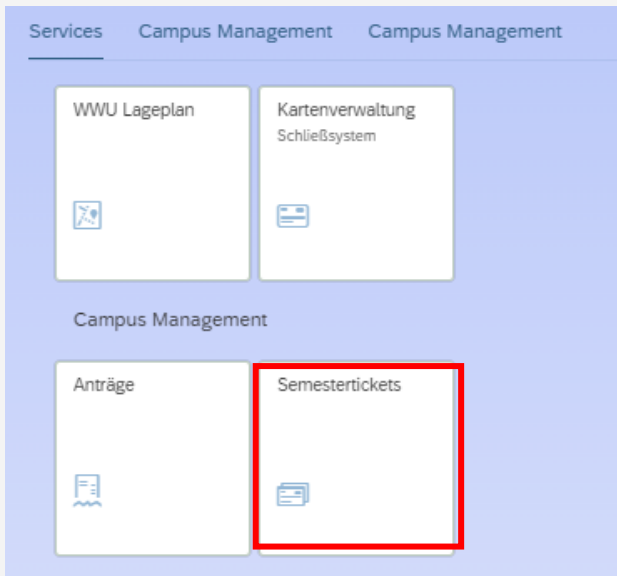 Services Campus Management Campus Management
WWU Lageplan
Kartenverwaltung
Schließsystem
Campus Management
Anträge
Semestertickets